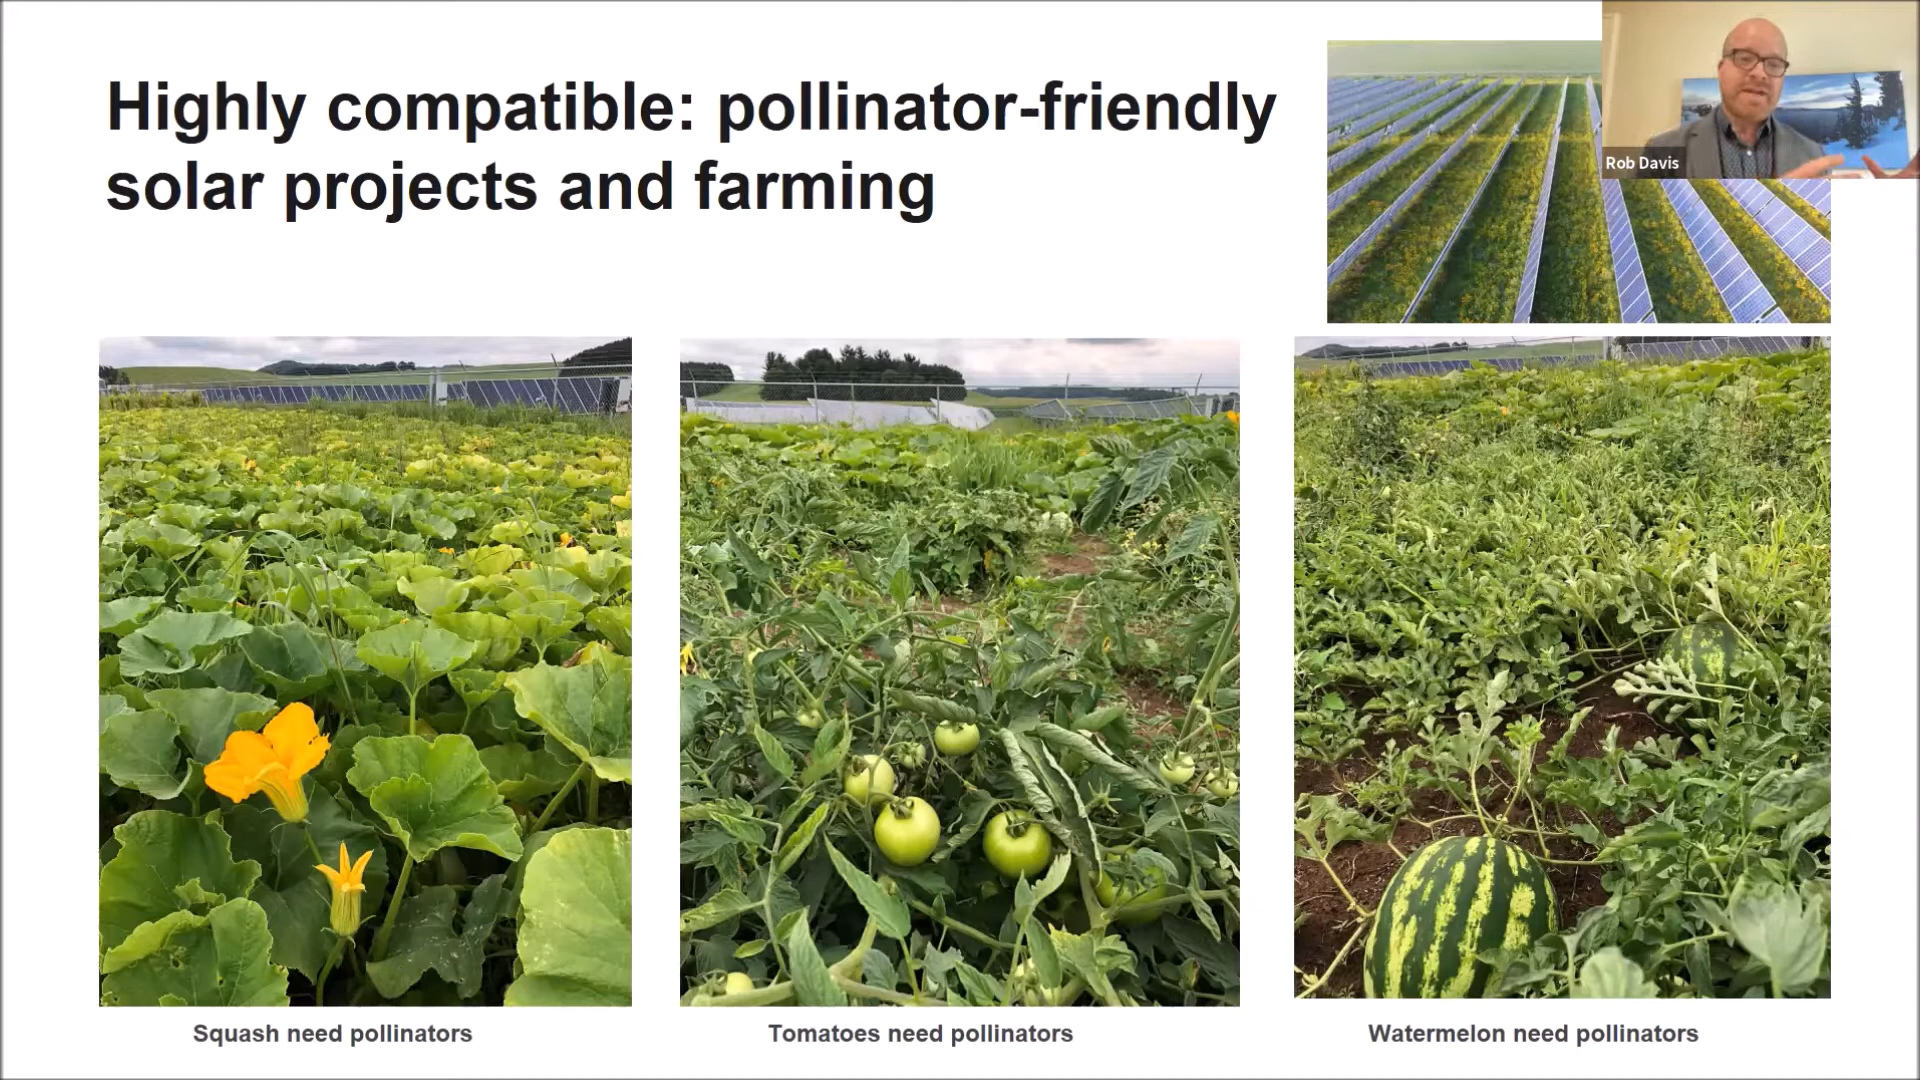 Highly compatible: pollinator-friendly
solar projects and farming
Rob Davis
Squash need pollinators
Tomatoes need pollinators
Watermelon need pollinators